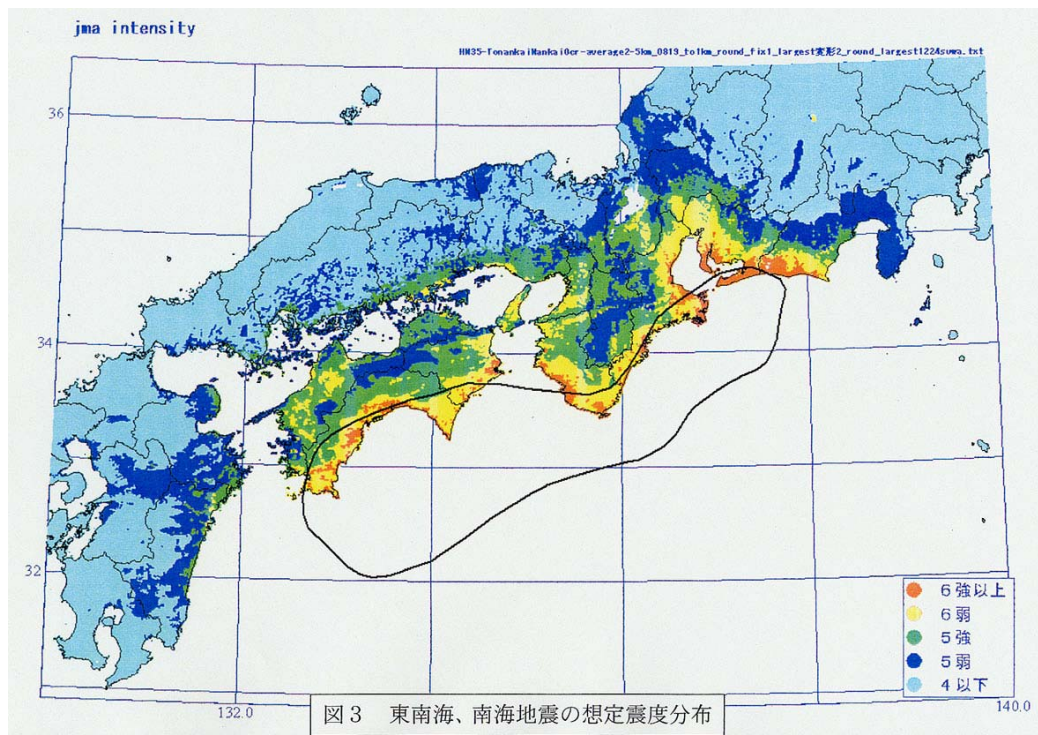 jma intensity
HM35-TonankaiNankaiOcr-average2-5km_0819_to1km_round_fix1_largest変形2_round_largest1224suwa.txt
36
34
32
6強以上
6弱
5強
5弱
4以下
132.0
140.0
図3 東南海、南海地震の想定震度分布